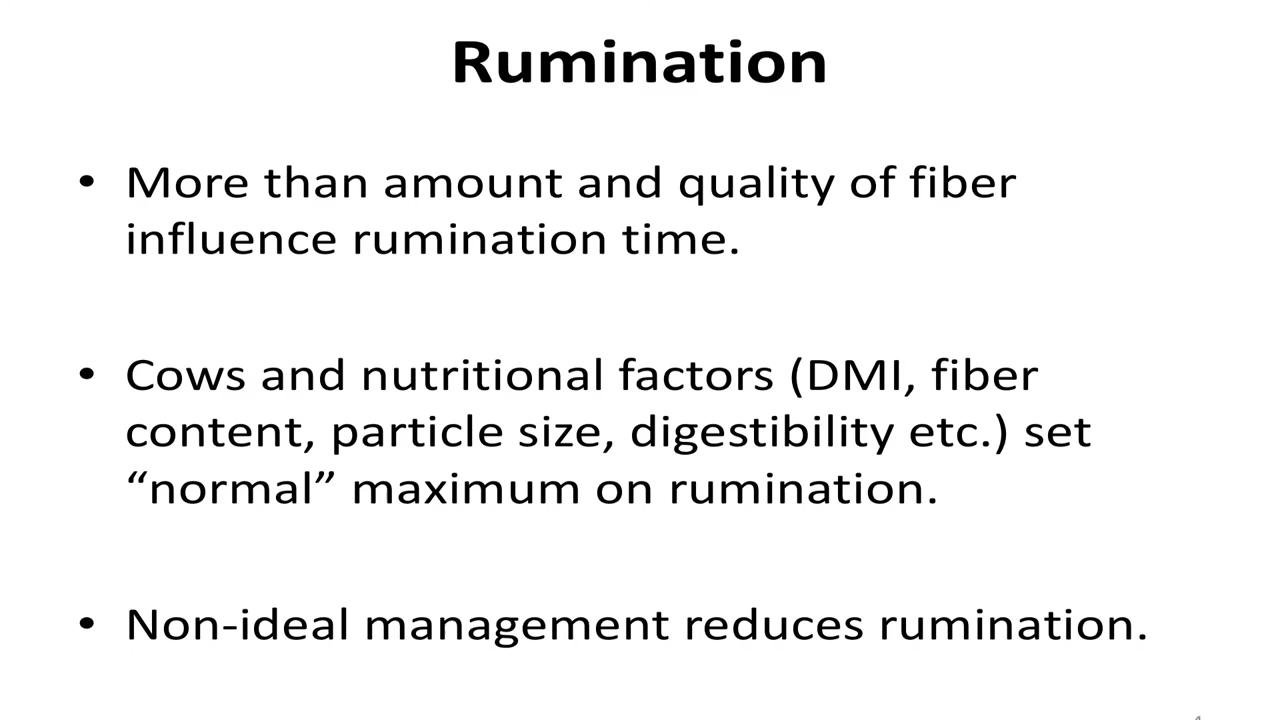 Rumination
• More than amount and quality of fiber
influence rumination time.
• Cows and nutritional factors (DMI, fiber
content, particle size, digestibility etc.) set
“normal” maximum on rumination.
• Non-ideal management reduces rumination.